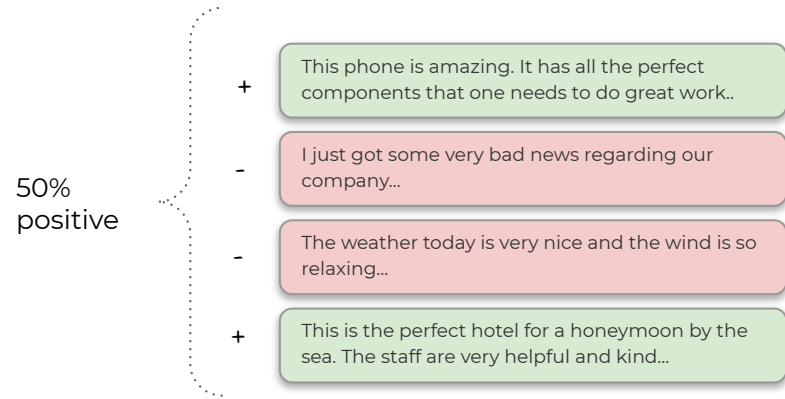 50%
positive
+
This phone is amazing. It has all the perfect
components that one needs to do great work..
-
I just got some very bad news regarding our
company...
-
The weather today is very nice and the wind is so
relaxing...
+
This is the perfect hotel for a honeymoon by the
sea. The staff are very helpful and kind...